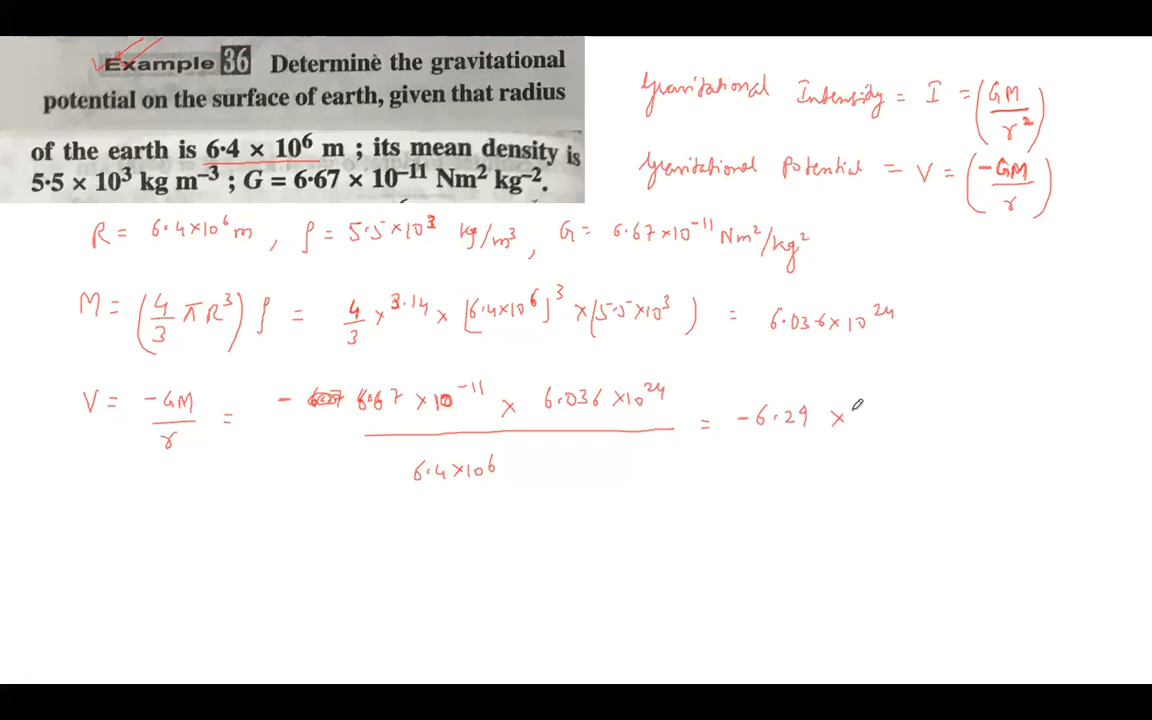 Example 36 Determine the gravitational
potential on the surface of earth, given that radius
of the earth is 6·4 × 10⁶ m ; its mean density is
5·5 × 10³ kg m⁻³ ; G = 6·67 × 10⁻¹¹ Nm² kg⁻².
Gravitational Intensity = I = (GM/r²)
Gravitational Potential = V = (-GM/r)
R = 6.4×10⁶ m , ρ = 5.5×10³ kg/m³ , G = 6.67×10⁻¹¹ Nm²/kg²
M = (4/3 πR³) ρ = 4/3 × 3.14 × [6.4×10⁶]³ × (5.5×10³) = 6.036×10²⁴
V = -GM/r = - 6.67 × 10⁻¹¹ × 6.036 ×10²⁴ / 6.4×10⁶ = -6.29 ×